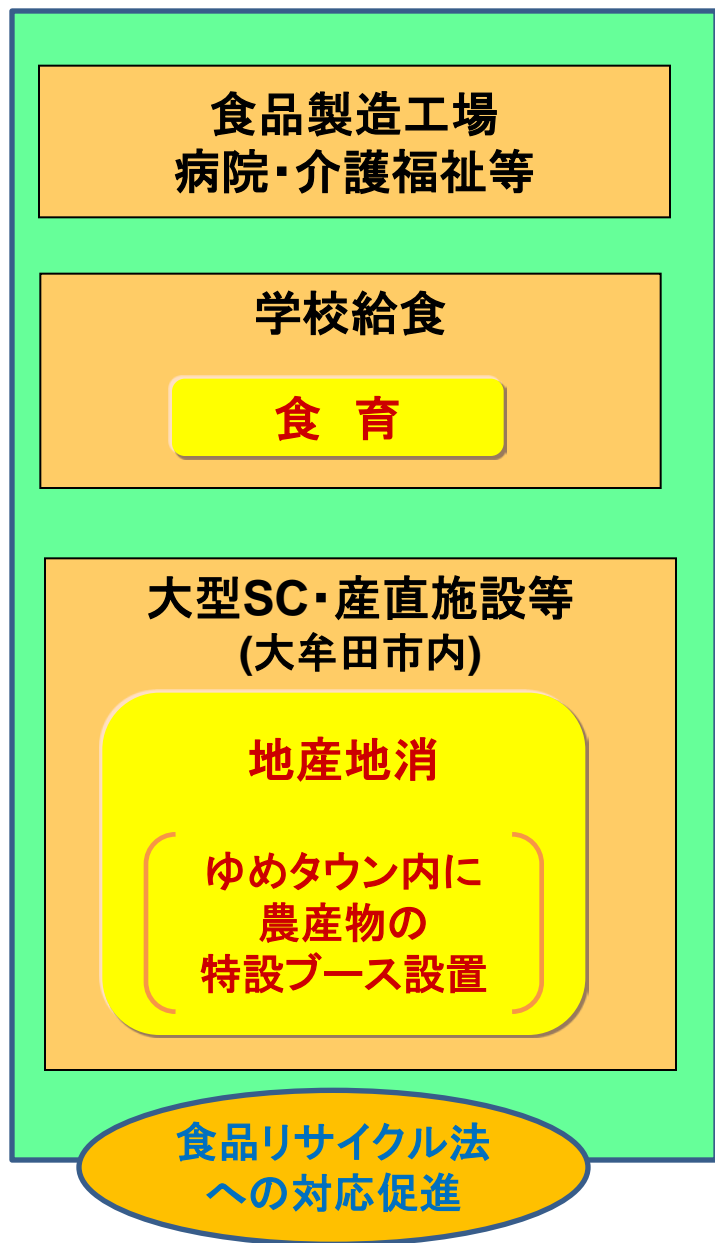 食品製造工場
病院・介護福祉等
学校給食
食　育
大型SC・産直施設等
(大牟田市内)
地産地消
ゆめタウン内に
農産物の
特設ブース設置
食品リサイクル法
への対応促進